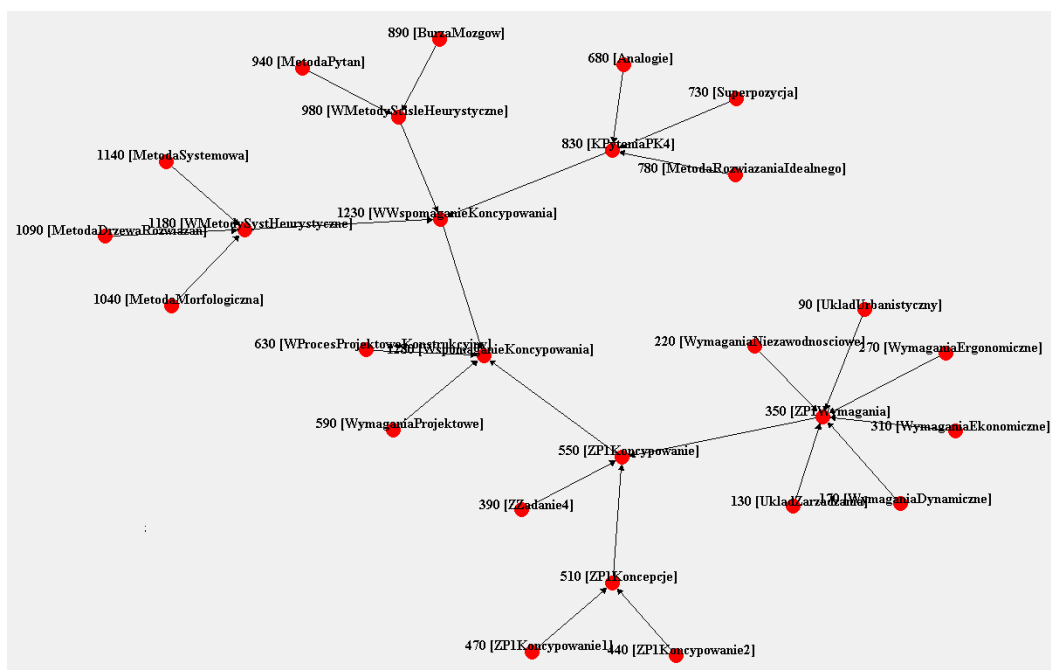 890 [BurzaMozgow]
940 [MetodaPytan]
680 [Analogie]
730 [Superpozycja]
980 [WMetodyScisleHeurystyczne]
830 [KPytaniaPK4]
1140 [MetodaSystemowa]
780 [MetodaRozwiazaniaIdealnego]
1230 [WWspomaganieKoncypowania]
1180 [WMetodySystHeurystyczne]
1090 [MetodaDrzewaRozwiazan]
1040 [MetodaMorfologiczna]
90 [UkladUrbanistyczny]
630 [WProcesProjektowoKonstrukcyjny]
1280 [WspomaganieKoncypowania]
220 [WymaganiaNiezawodnosciowe]
270 [WymaganiaErgonomiczne]
350 [ZP1Wymagania]
590 [WymaganiaProjektowe]
310 [WymaganiaEkonomiczne]
550 [ZP1Koncypowanie]
390 [ZZadanie4]
130 [UkladZarzadzania]
170 [WymaganiaDynamiczne]
510 [ZP1Koncepcje]
470 [ZP1Koncypowanie1]
440 [ZP1Koncypowanie2]